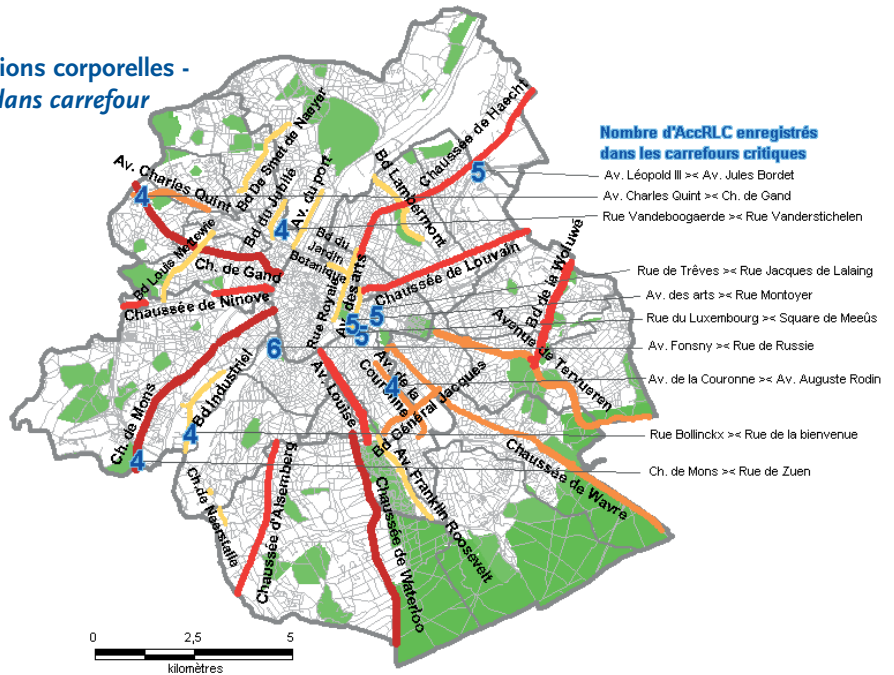 ions corporelles -
dans carrefour
Nombre d'AccRLC enregistrés
dans les carrefours critiques
Av. Léopold III >< Av. Jules Bordet
Av. Charles Quint >< Ch. de Gand
Rue Vandeboogaerde >< Rue Vanderstichelen
Rue de Trêves >< Rue Jacques de Lalaing
Av. des arts >< Rue Montoyer
Rue du Luxembourg >< Square de Meeûs
Av. Fonsny >< Rue de Russie
Av. de la Couronne >< Av. Auguste Rodin
Rue Bollinckx >< Rue de la bienvenue
Ch. de Mons >< Rue de Zuen
Bd De Smet de Naeyer
Chaussée de Haecht
Av. Charles Quint
Av. du port
Bd du Jubilé
Bd Lambermont
5
4
4
Bd Louis Mettewie
Ch. de Gand
Bd du
Jardin
Botanique
Chaussée de Ninove
Rue Royale
Av. des arts
Chaussée de Louvain
Bd de la Woluwe
Avenue de Tervueren
5
5
5
6
Ch. de Mons
Bd Industriel
Av. Louise
Av. de la
Couronne
4
Bd Général Jacques
4
4
Ch. de Neerstalle
Chaussée d'Alsemberg
Chaussée de Waterloo
Av. Franklin Roosevelt
Chaussée de Wavre
0
2,5
5
kilomètres